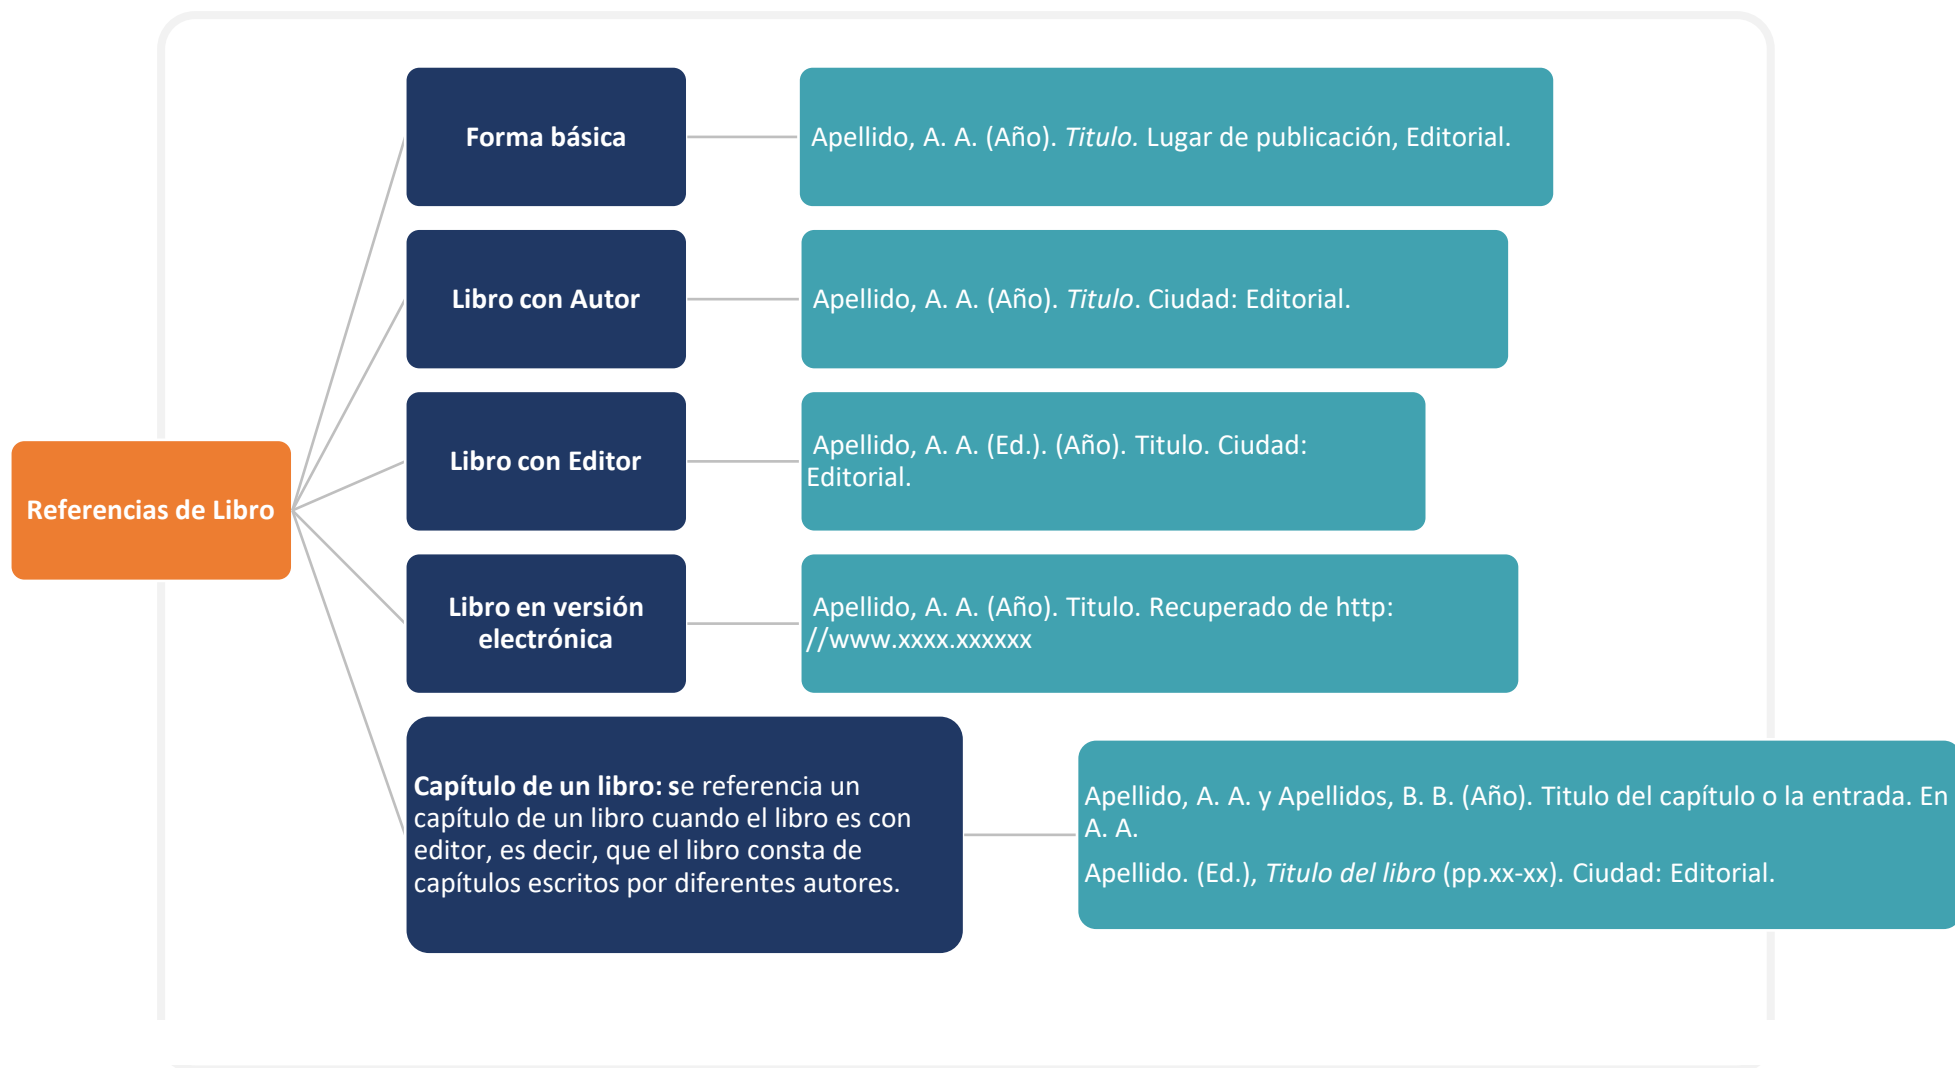 Referencias de Libro
Forma básica
Apellido, A. A. (Año). Titulo. Lugar de publicación, Editorial.
Libro con Autor
Apellido, A. A. (Año). Titulo. Ciudad: Editorial.
Libro con Editor
Apellido, A. A. (Ed.). (Año). Titulo. Ciudad:
Editorial.
Libro en versión
electrónica
Apellido, A. A. (Año). Titulo. Recuperado de http:
//www.xxxx.xxxxxx
Capítulo de un libro: se referencia un
capítulo de un libro cuando el libro es con
editor, es decir, que el libro consta de
capítulos escritos por diferentes autores.
Apellido, A. A. y Apellidos, B. B. (Año). Titulo del capítulo o la entrada. En
A. A.
Apellido. (Ed.), Titulo del libro (pp.xx-xx). Ciudad: Editorial.